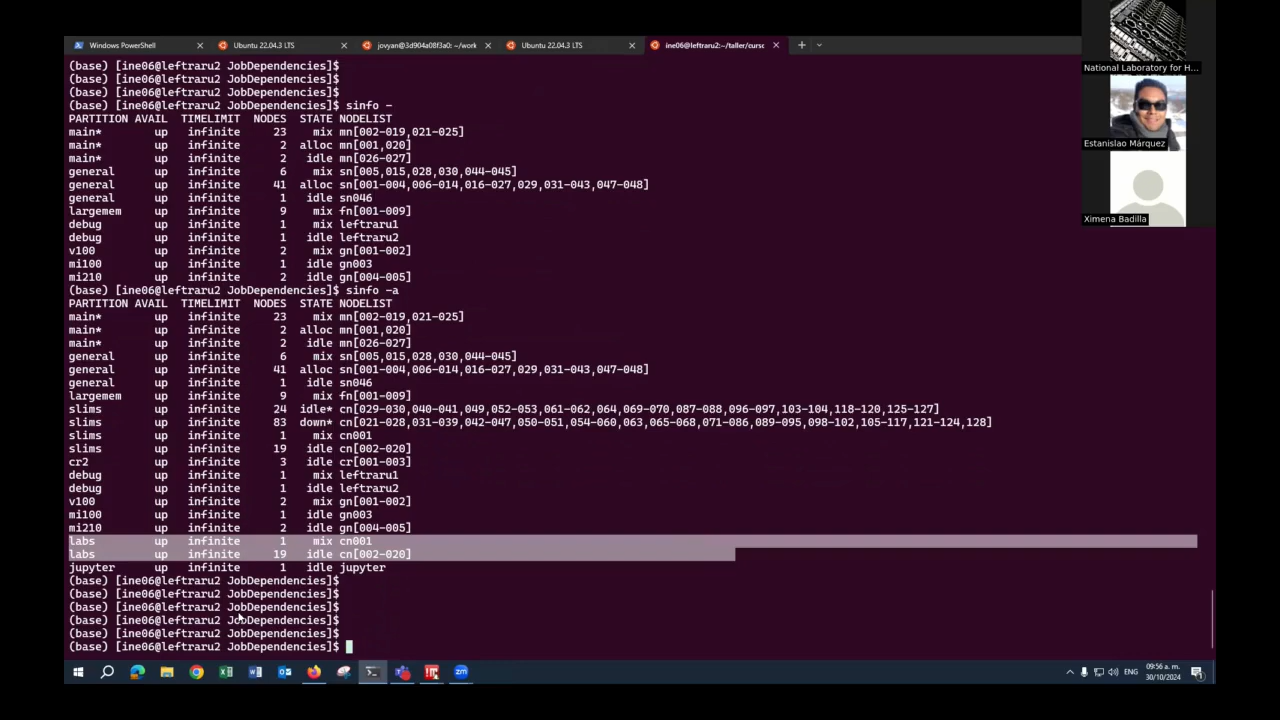 Windows PowerShell
Ubuntu 22.04.3 LTS
jovyan@3d904a08f3a0: ~/work
Ubuntu 22.04.3 LTS
ine06@leftraru2:~/taller/cursc
(base) [ine06@leftraru2 JobDependencies]$
(base) [ine06@leftraru2 JobDependencies]$
(base) [ine06@leftraru2 JobDependencies]$
(base) [ine06@leftraru2 JobDependencies]$ sinfo -
PARTITION AVAIL  TIMELIMIT  NODES  STATE NODELIST
main*     up   infinite     23    mix mn[002-019,021-025]
main*     up   infinite      2  alloc mn[001,020]
main*     up   infinite      2   idle mn[026-027]
general   up   infinite      6    mix sn[005,015,028,030,044-045]
general   up   infinite     41  alloc sn[001-004,006-014,016-027,029,031-043,047-048]
general   up   infinite      1   idle sn046
largemem  up   infinite      9    mix fn[001-009]
debug     up   infinite      1    mix leftraru1
debug     up   infinite      1   idle leftraru2
v100      up   infinite      2    mix gn[001-002]
mi100     up   infinite      1   idle gn003
mi210     up   infinite      2   idle gn[004-005]
(base) [ine06@leftraru2 JobDependencies]$ sinfo -a
PARTITION AVAIL  TIMELIMIT  NODES  STATE NODELIST
main*     up   infinite     23    mix mn[002-019,021-025]
main*     up   infinite      2  alloc mn[001,020]
main*     up   infinite      2   idle mn[026-027]
general   up   infinite      6    mix sn[005,015,028,030,044-045]
general   up   infinite     41  alloc sn[001-004,006-014,016-027,029,031-043,047-048]
general   up   infinite      1   idle sn046
largemem  up   infinite      9    mix fn[001-009]
slims     up   infinite     24  idle* cn[029-030,040-041,049,052-053,061-062,064,069-070,087-088,096-097,103-104,118-120,125-127]
slims     up   infinite     83  down* cn[021-028,031-039,042-047,050-051,054-060,063,065-068,071-086,089-095,098-102,105-117,121-124,128]
slims     up   infinite      1    mix cn001
slims     up   infinite     19   idle cn[002-020]
cr2       up   infinite      3   idle cr[001-003]
debug     up   infinite      1    mix leftraru1
debug     up   infinite      1   idle leftraru2
v100      up   infinite      2    mix gn[001-002]
mi100     up   infinite      1   idle gn003
mi210     up   infinite      2   idle gn[004-005]
labs      up   infinite      1    mix cn001
labs      up   infinite     19   idle cn[002-020]
jupyter   up   infinite      1   idle jupyter
(base) [ine06@leftraru2 JobDependencies]$
(base) [ine06@leftraru2 JobDependencies]$
(base) [ine06@leftraru2 JobDependencies]$
(base) [ine06@leftraru2 JobDependencies]$
(base) [ine06@leftraru2 JobDependencies]$
(base) [ine06@leftraru2 JobDependencies]$
National Laboratory for H...
Estanislao Márquez
Ximena Badilla
ENG
09:56 a. m.
30/10/2024